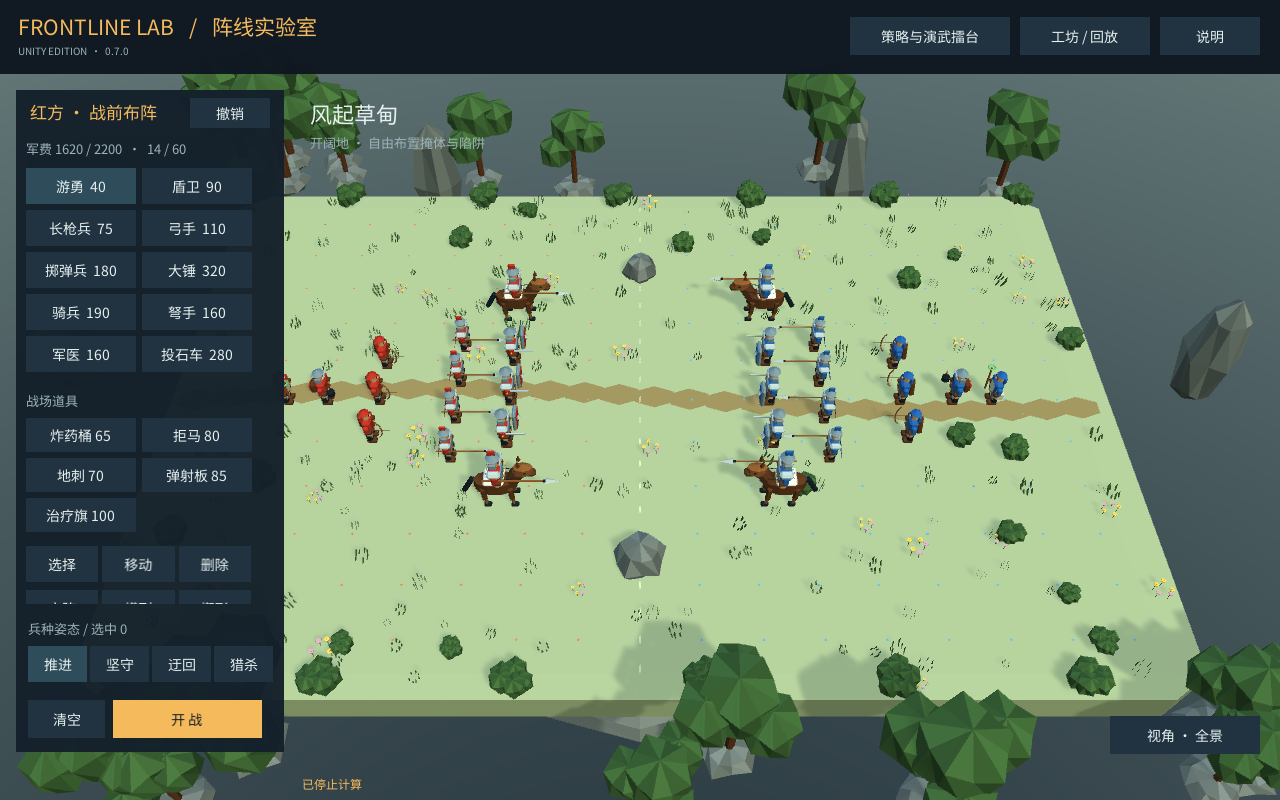 FRONTLINE LAB / 阵线实验室
UNITY EDITION · 0.7.0
策略与演武擂台
工坊 / 回放
说明
红方 · 战前布阵
撤销
军费 1620 / 2200 · 14 / 60
游勇 40
盾卫 90
长枪兵 75
弓手 110
掷弹兵 180
大锤 320
骑兵 190
弩手 160
军医 160
投石车 280
战场道具
炸药桶 65
拒马 80
地刺 70
弹射板 85
治疗旗 100
选择
移动
删除
兵种姿态 / 选中 0
推进
坚守
迂回
猎杀
清空
开 战
风起草甸
开阔地 · 自由布置掩体与陷阱
视角 · 全景
已停止计算